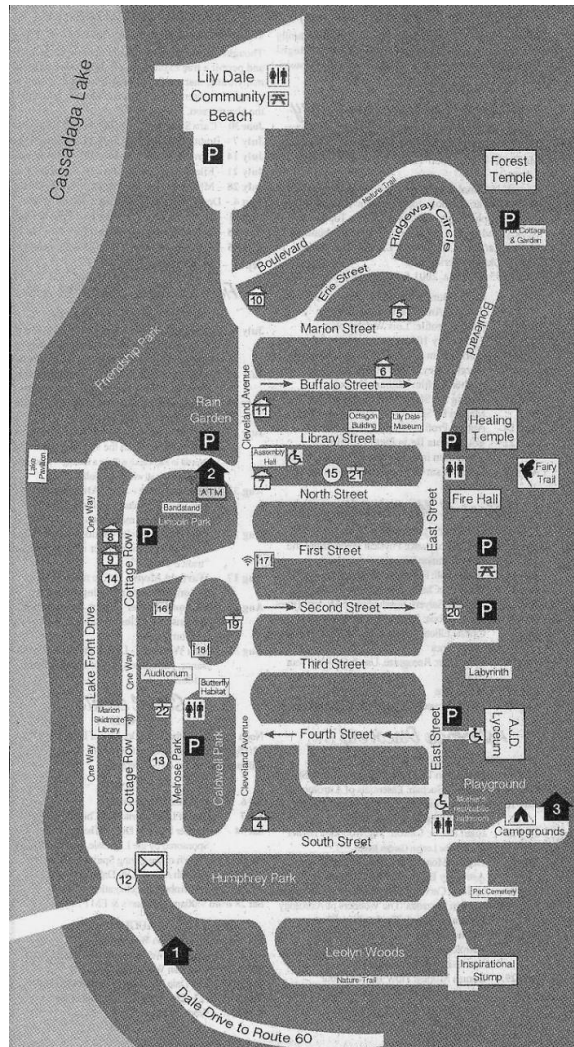 Cassadaga Lake
Lily Dale
Community
Beach
P
Forest
Temple
P
Fox Cottage
& Garden
Nature Trail
Boulevard
Ridgeway Circle
Erie Street
Boulevard
10
5
Marion Street
Friendship Park
6
Buffalo Street
Cleveland Avenue
Rain
Garden
11
Octagon
Building
Lily Dale
Museum
Healing
Temple
P
Library Street
P
Assembly
Hall
15
21
Fairy
Trail
Lake
Pavilion
2
ATM
7
North Street
Fire Hall
East Street
One Way
Bandstand
Lincoln Park
P
8
9
14
Cottage Row
First Street
17
P
16
19
Second Street
20
P
Lake Front Drive
18
Third Street
Labyrinth
One Way
Auditorium
Butterfly
Habitat
Marion
Skidmore
Library
22
P
Fourth Street
P
A.J.D.
Lyceum
East Street
13
Melrose Park
Caldwell Park
Cleveland Avenue
One Way
Cottage Row
Playground
3
Campgrounds
4
South Street
12
Humphrey Park
Pet Cemetery
1
Leolyn Woods
Nature Trail
Inspirational
Stump
Dale Drive to Route 60